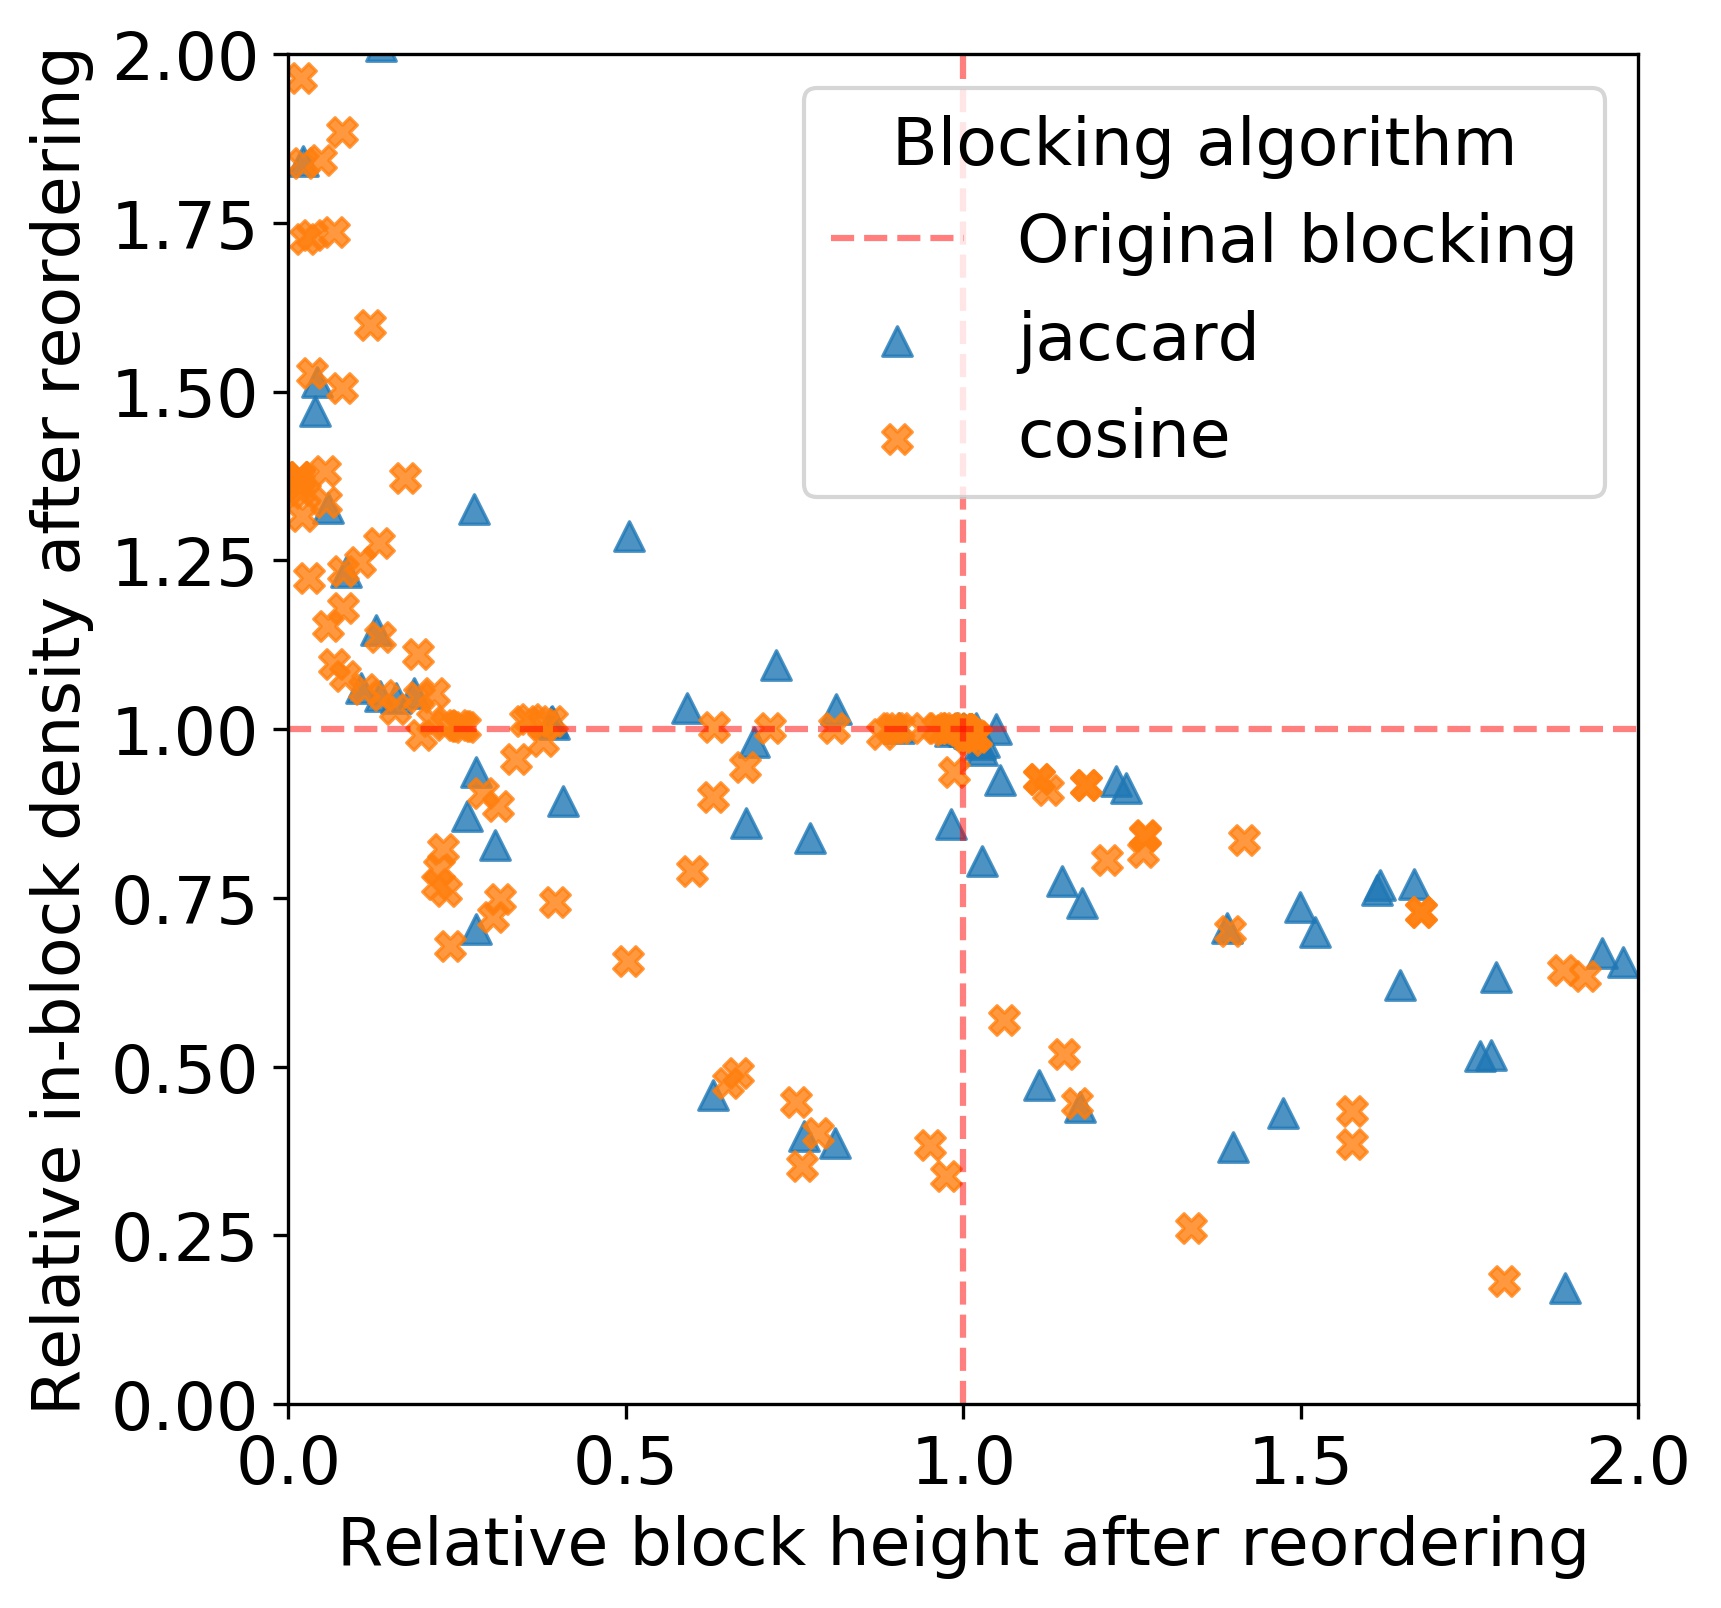 Relative in-block density after reordering
2.00
1.75
1.50
1.25
1.00
0.75
0.50
0.25
0.00
Blocking algorithm
Original blocking
jaccard
cosine
0.0 0.5 1.0 1.5 2.0
Relative block height after reordering